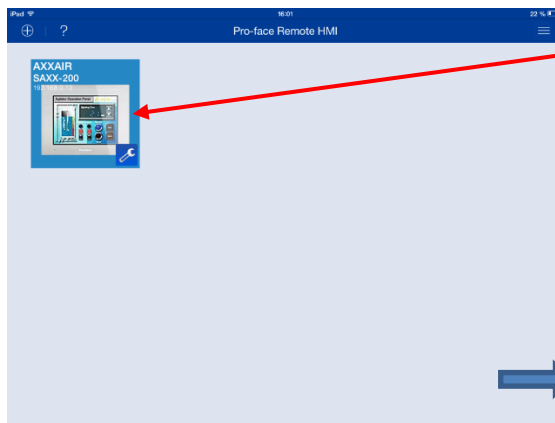 iPad
16:01
22 %
?
Pro-face Remote HMI
AXXAIR
SAXX-200